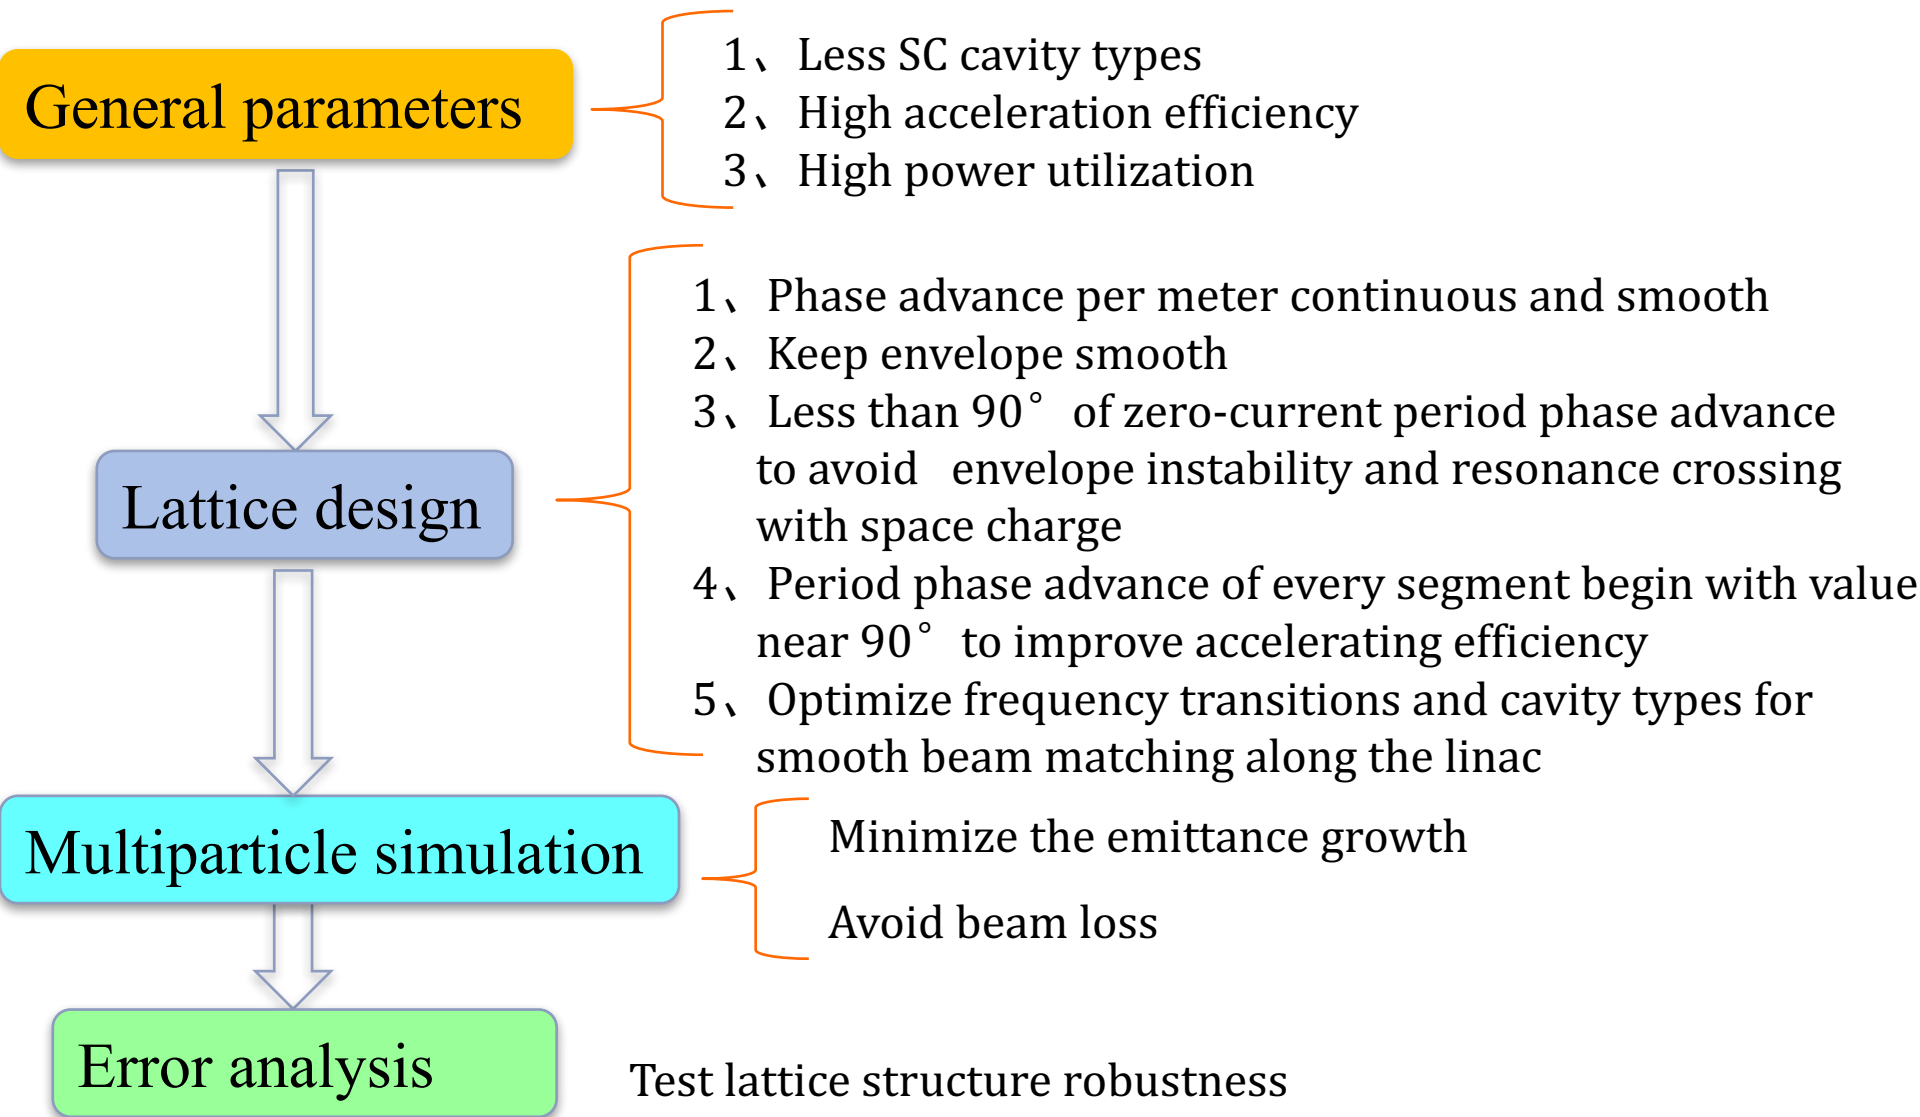 General parameters
1、Less SC cavity types
2、High acceleration efficiency
3、High power utilization
Lattice design
1、Phase advance per meter continuous and smooth
2、Keep envelope smooth
3、Less than 90° of zero-current period phase advance
to avoid envelope instability and resonance crossing
with space charge
4、Period phase advance of every segment begin with value
near 90° to improve accelerating efficiency
5、Optimize frequency transitions and cavity types for
smooth beam matching along the linac
Multiparticle simulation
Minimize the emittance growth
Avoid beam loss
Error analysis
Test lattice structure robustness